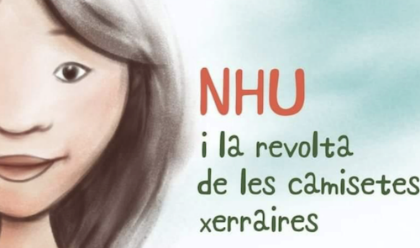 NHU
i la revolta
de les camisetes
xerraires